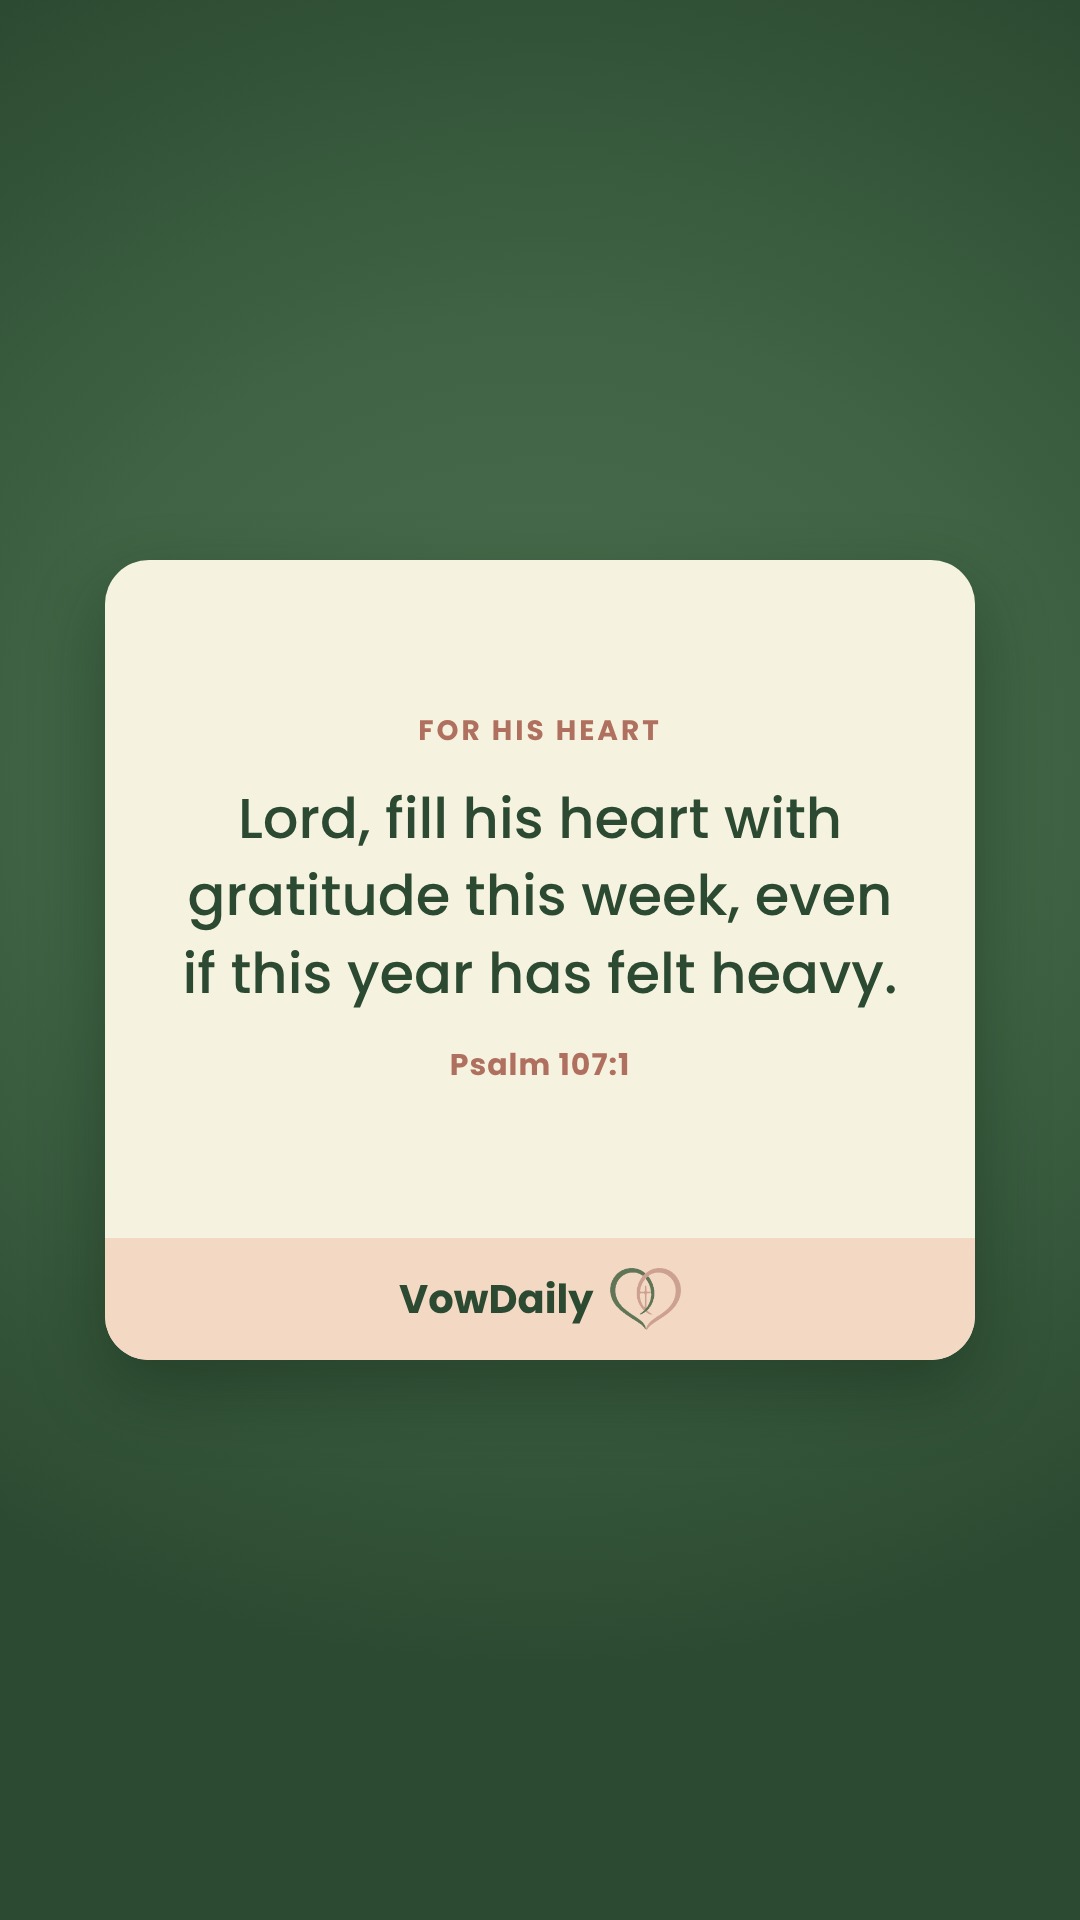 FOR HIS HEART
Lord, fill his heart with
gratitude this week, even
if this year has felt heavy.
Psalm 107:1
VowDaily